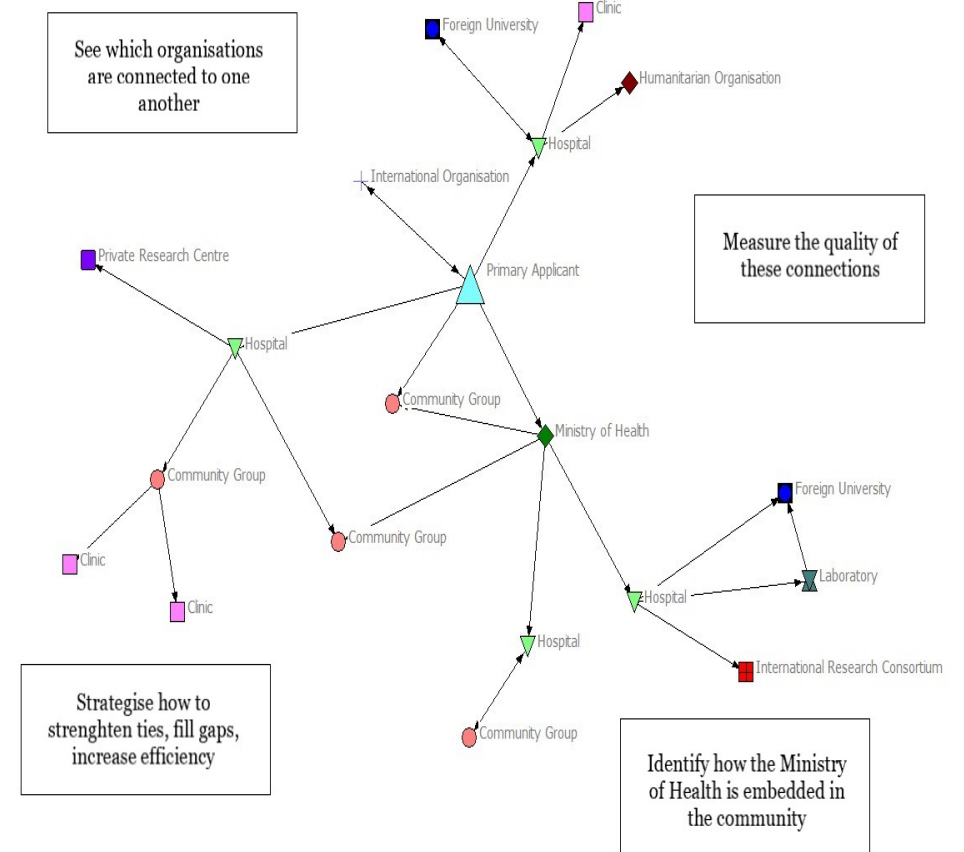 See which organisations
are connected to one
another
Foreign University
Clinic
Humanitarian Organisation
Hospital
International Organisation
Measure the quality of
these connections
Private Research Centre
Primary Applicant
Hospital
Community Group
Ministry of Health
Community Group
Foreign University
Community Group
Clinic
Laboratory
Clinic
Hospital
Hospital
International Research Consortium
Strategise how to
strenghten ties, fill gaps,
increase efficiency
Community Group
Identify how the Ministry
of Health is embedded in
the community